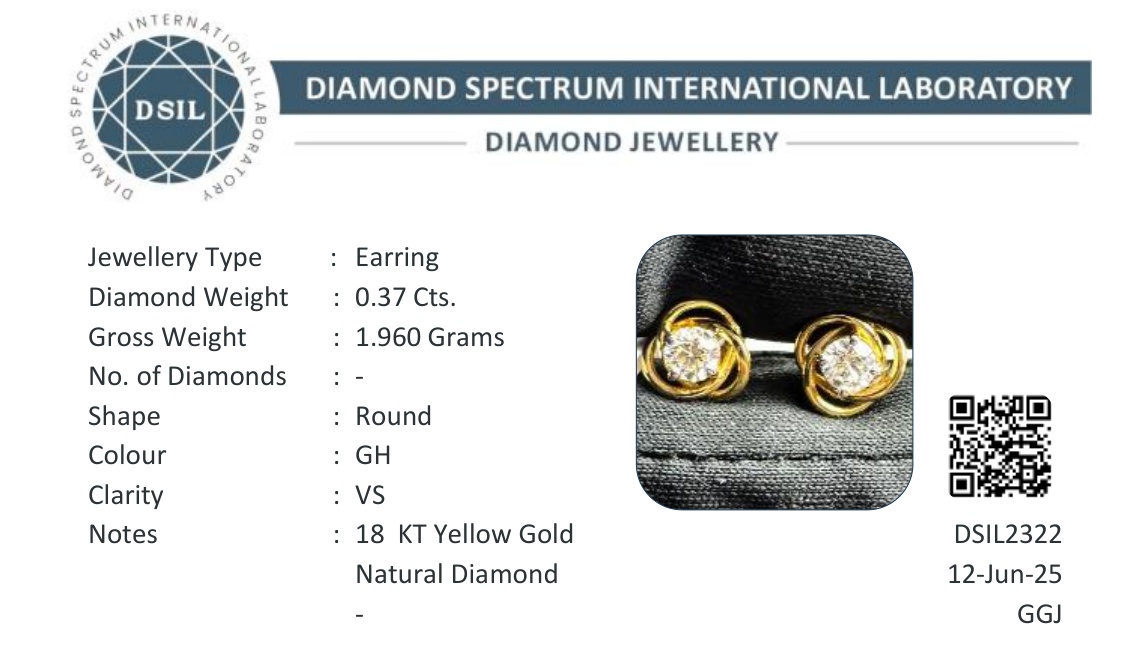 DIAMOND SPECTRUM INTERNATIONAL LABORATORY
DSIL
DIAMOND SPECTRUM INTERNATIONAL LABORATORY
DIAMOND JEWELLERY
Jewellery Type : Earring
Diamond Weight : 0.37 Cts.
Gross Weight : 1.960 Grams
No. of Diamonds : -
Shape : Round
Colour : GH
Clarity : VS
Notes : 18 KT Yellow Gold
Natural Diamond
-
DSIL2322
12-Jun-25
GGJ